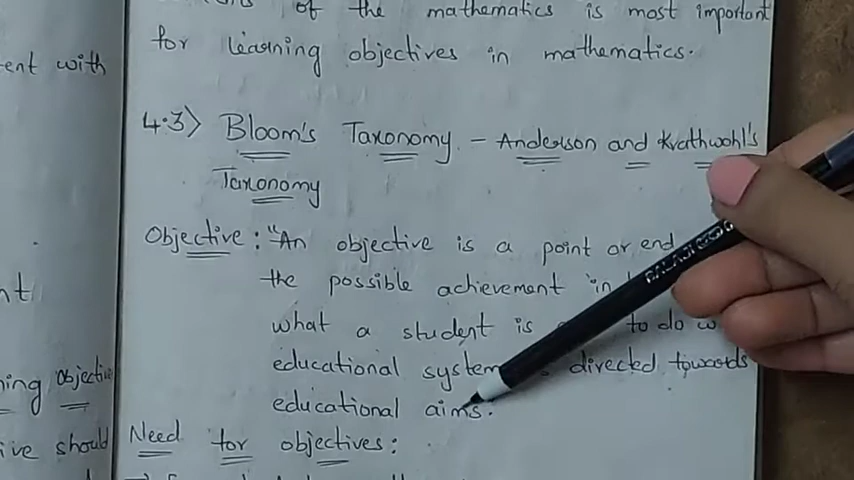 of the mathematics is most important
for learning objectives in mathematics.
4.3) Bloom's Taxonomy - Anderson and Krathwohl's
Taxonomy
Objective : "An objective is a point or end
the possible achievement in
what a student is to do
educational system directed towards
educational aims.
Need for objectives :
ent with
objective
ive should